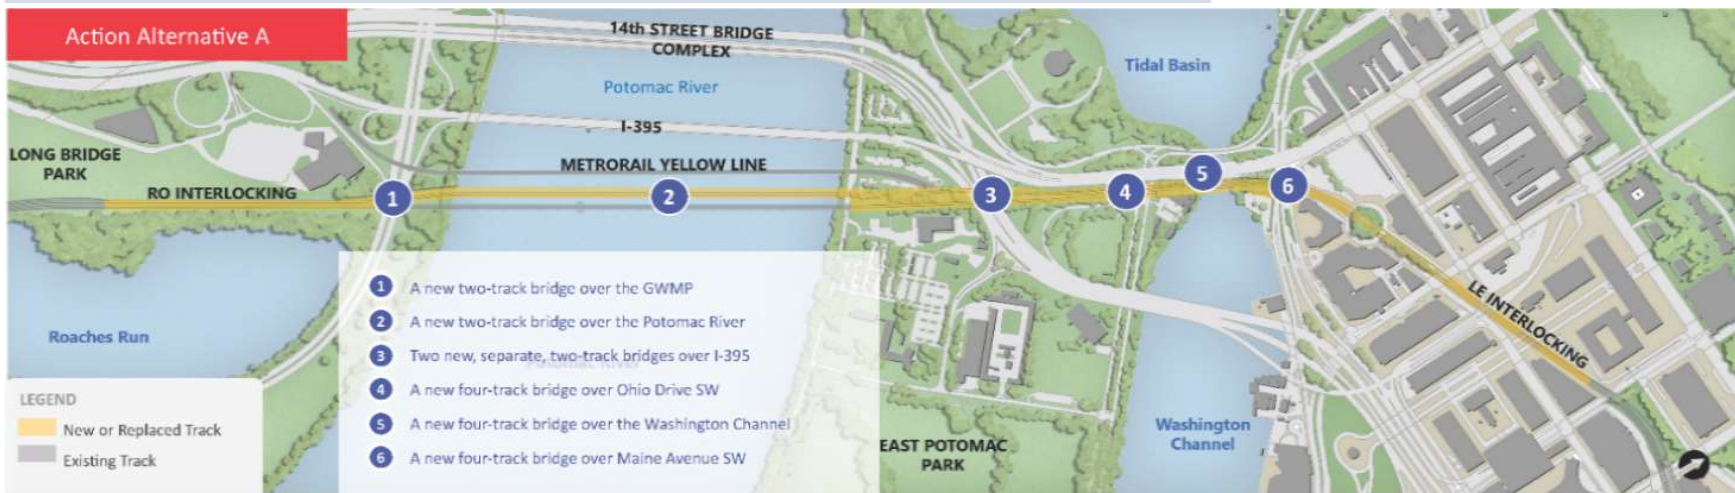 Action Alternative A
14th STREET BRIDGE
COMPLEX
Potomac River
I-395
METRORAIL YELLOW LINE
Tidal Basin
LONG BRIDGE
PARK
RO INTERLOCKING
1
2
3
4
5
6
LE INTERLOCKING
Roaches Run
1 A new two-track bridge over the GWMP
2 A new two-track bridge over the Potomac River
3 Two new, separate, two-track bridges over I-395
Potomac River
4 A new four-track bridge over Ohio Drive SW
5 A new four-track bridge over the Washington Channel
6 A new four-track bridge over Maine Avenue SW
EAST POTOMAC
PARK
Washington
Channel
LEGEND
New or Replaced Track
Existing Track